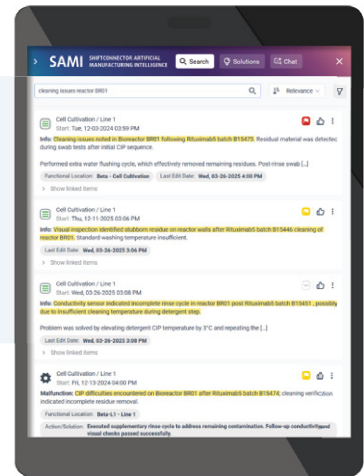 SAMI SHIFTCONNECTOR ARTIFICIAL
MANUFACTURING INTELLIGENCE
Search
Solutions
Chat
cleaning issues reactor BR01
Relevance
Cell Cultivation / Line 1
Start: Tue, 12-03-2024 03:59 PM
Info: Cleaning issues noted in Bioreactor BR01 following Rituximab5 batch B15473. Residual material was detected
during swab tests after initial CIP sequence.
Performed extra water flushing cycle, which effectively removed remaining residues. Post-rinse swab [...]
Functional Location: Beta - Cell Cultivation
Last Edit Date: Wed, 03-26-2025 4:00 PM
Show linked items
Cell Cultivation / Line 1
Start: Thu, 12-11-2025 03:06 PM
Info: Visual inspection identified stubborn residue on reactor walls after Rituximab5 batch B15446 cleaning of
reactor BR01. Standard washing temperature insufficient.
Last Edit Date: Wed, 03-26-2025 3:06 PM
Show linked items
Cell Cultivation / Line 1
Start: Wed, 03-26-2025 03:08 PM
Info: Conductivity sensor indicated incomplete rinse cycle in reactor BR01 post Rituximab5 batch B15451 , possibly
due to insufficient cleaning temperature during detergent step.
Problem was solved by elevating detergent CIP temperature by 3°C and repeating the [...]
Last Edit Date: Wed, 03-26-2025 3:08 PM
Show linked items
Cell Cultivation / Line 1
Start: Fri, 12-13-2024 04:00 PM
Malfunction: CIP difficulties encountered on Bioreactor BR01 after Rituximab5 batch B15474; cleaning verification
indicated incomplete residue removal.
Functional Location: Beta-L1 - Line 1
Action/Solution: Executed supplementary rinse cycle to address remaining contamination. Follow-up conductivity and
visual checks passed successfully.